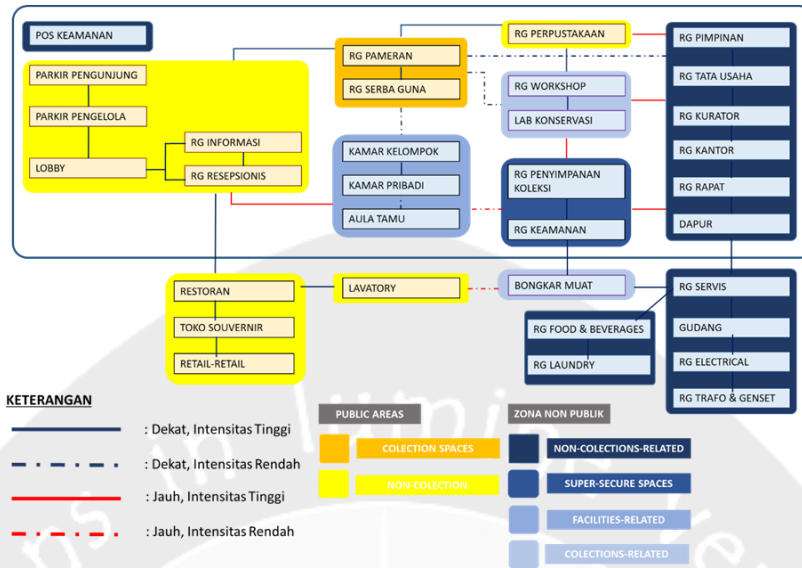 POS KEAMANAN
PARKIR PENGUNJUNG
PARKIR PENGELOLA
LOBBY
RG INFORMASI
RG RESEPSIONIS
RG PAMERAN
RG SERBA GUNA
KAMAR KELOMPOK
KAMAR PRIBADI
AULA TAMU
RG PERPUSTAKAAN
RG WORKSHOP
LAB KONSERVASI
RG PENYIMPANAN
KOLEKSI
RG KEAMANAN
RG PIMPINAN
RG TATA USAHA
RG KURATOR
RG KANTOR
RG RAPAT
DAPUR
RESTORAN
TOKO SOUVERNIR
RETAIL-RETAIL
LAVATORY
BONGKAR MUAT
RG FOOD & BEVERAGES
RG LAUNDRY
RG SERVIS
GUDANG
RG ELECTRICAL
RG TRAFO & GENSET
KETERANGAN
: Dekat, Intensitas Tinggi
: Dekat, Intensitas Rendah
: Jauh, Intensitas Tinggi
: Jauh, Intensitas Rendah
PUBLIC AREAS
COLECTION SPACES
NON-COLECTION
ZONA NON PUBLIK
NON-COLECTIONS-RELATED
SUPER-SECURE SPACES
FACILITIES-RELATED
COLECTIONS-RELATED
in lumine